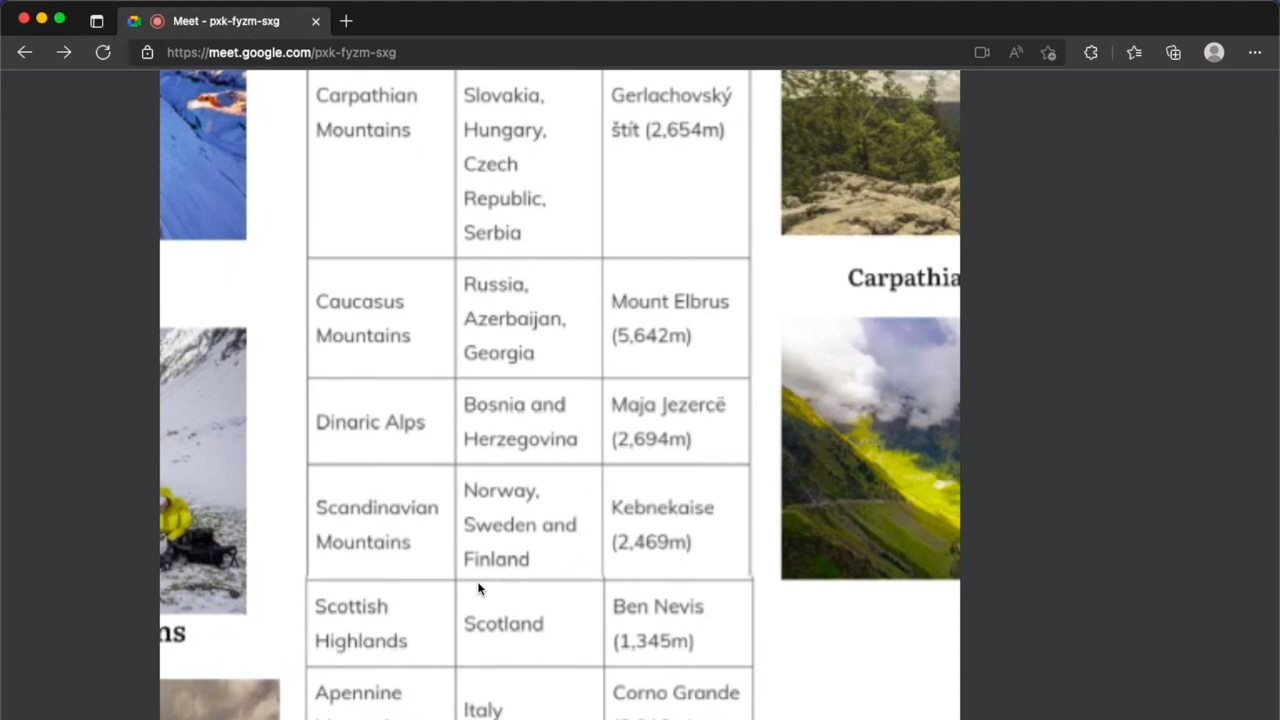 Meet - pxk-fyzm-sxg
https://meet.google.com/pxk-fyzm-sxg
Carpathian
Mountains
Slovakia,
Hungary,
Czech
Republic,
Serbia
Gerlachovský
štít (2,654m)
Carpathia
Caucasus
Mountains
Russia,
Azerbaijan,
Georgia
Mount Elbrus
(5,642m)
Dinaric Alps
Bosnia and
Herzegovina
Maja Jezercë
(2,694m)
Scandinavian
Mountains
Norway,
Sweden and
Finland
Kebnekaise
(2,469m)
ns
Scottish
Highlands
Scotland
Ben Nevis
(1,345m)
Apennine
Italy
Corno Grande